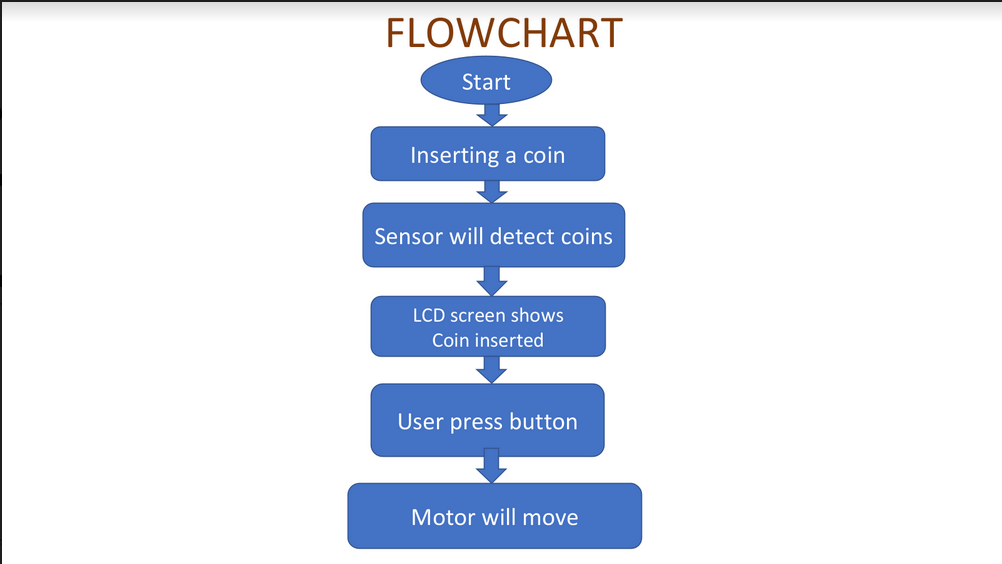 FLOWCHART
Start
Inserting a coin
Sensor will detect coins
LCD screen shows
Coin inserted
User press button
Motor will move